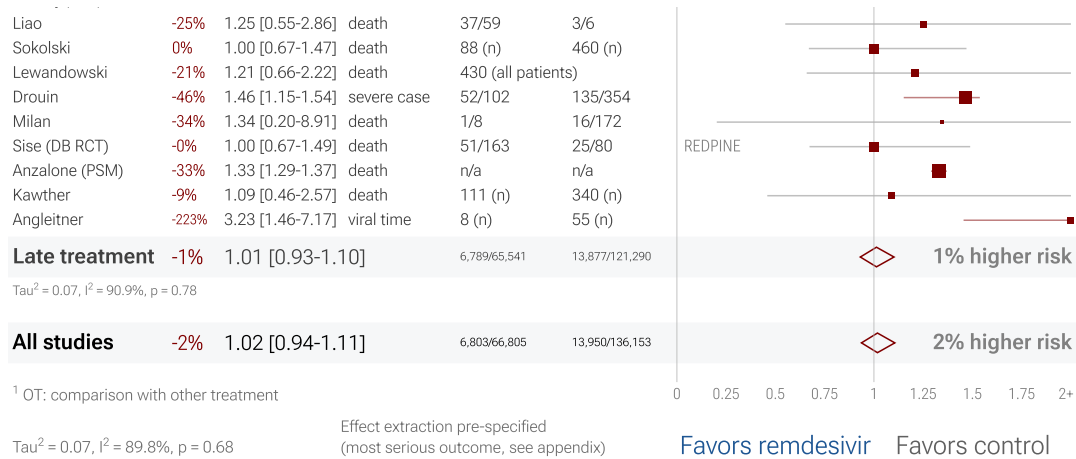 Liao -25% 1.25 [0.55-2.86] death 37/59 3/6
Sokolski 0% 1.00 [0.67-1.47] death 88 (n) 460 (n)
Lewandowski -21% 1.21 [0.66-2.22] death 430 (all patients)
Drouin -46% 1.46 [1.15-1.54] severe case 52/102 135/354
Milan -34% 1.34 [0.20-8.91] death 1/8 16/172
Sise (DB RCT) -0% 1.00 [0.67-1.49] death 51/163 25/80 REDPINE
Anzalone (PSM) -33% 1.33 [1.29-1.37] death n/a n/a
Kawther -9% 1.09 [0.46-2.57] death 111 (n) 340 (n)
Angleitner -223% 3.23 [1.46-7.17] viral time 8 (n) 55 (n)
Late treatment -1% 1.01 [0.93-1.10] 6,789/65,541 13,877/121,290 1% higher risk
Tau² = 0.07, I² = 90.9%, p = 0.78
All studies -2% 1.02 [0.94-1.11] 6,803/66,805 13,950/136,153 2% higher risk
¹ OT: comparison with other treatment
0 0.25 0.5 0.75 1 1.25 1.5 1.75 2+
Tau² = 0.07, I² = 89.8%, p = 0.68
Effect extraction pre-specified
(most serious outcome, see appendix)
Favors remdesivir Favors control